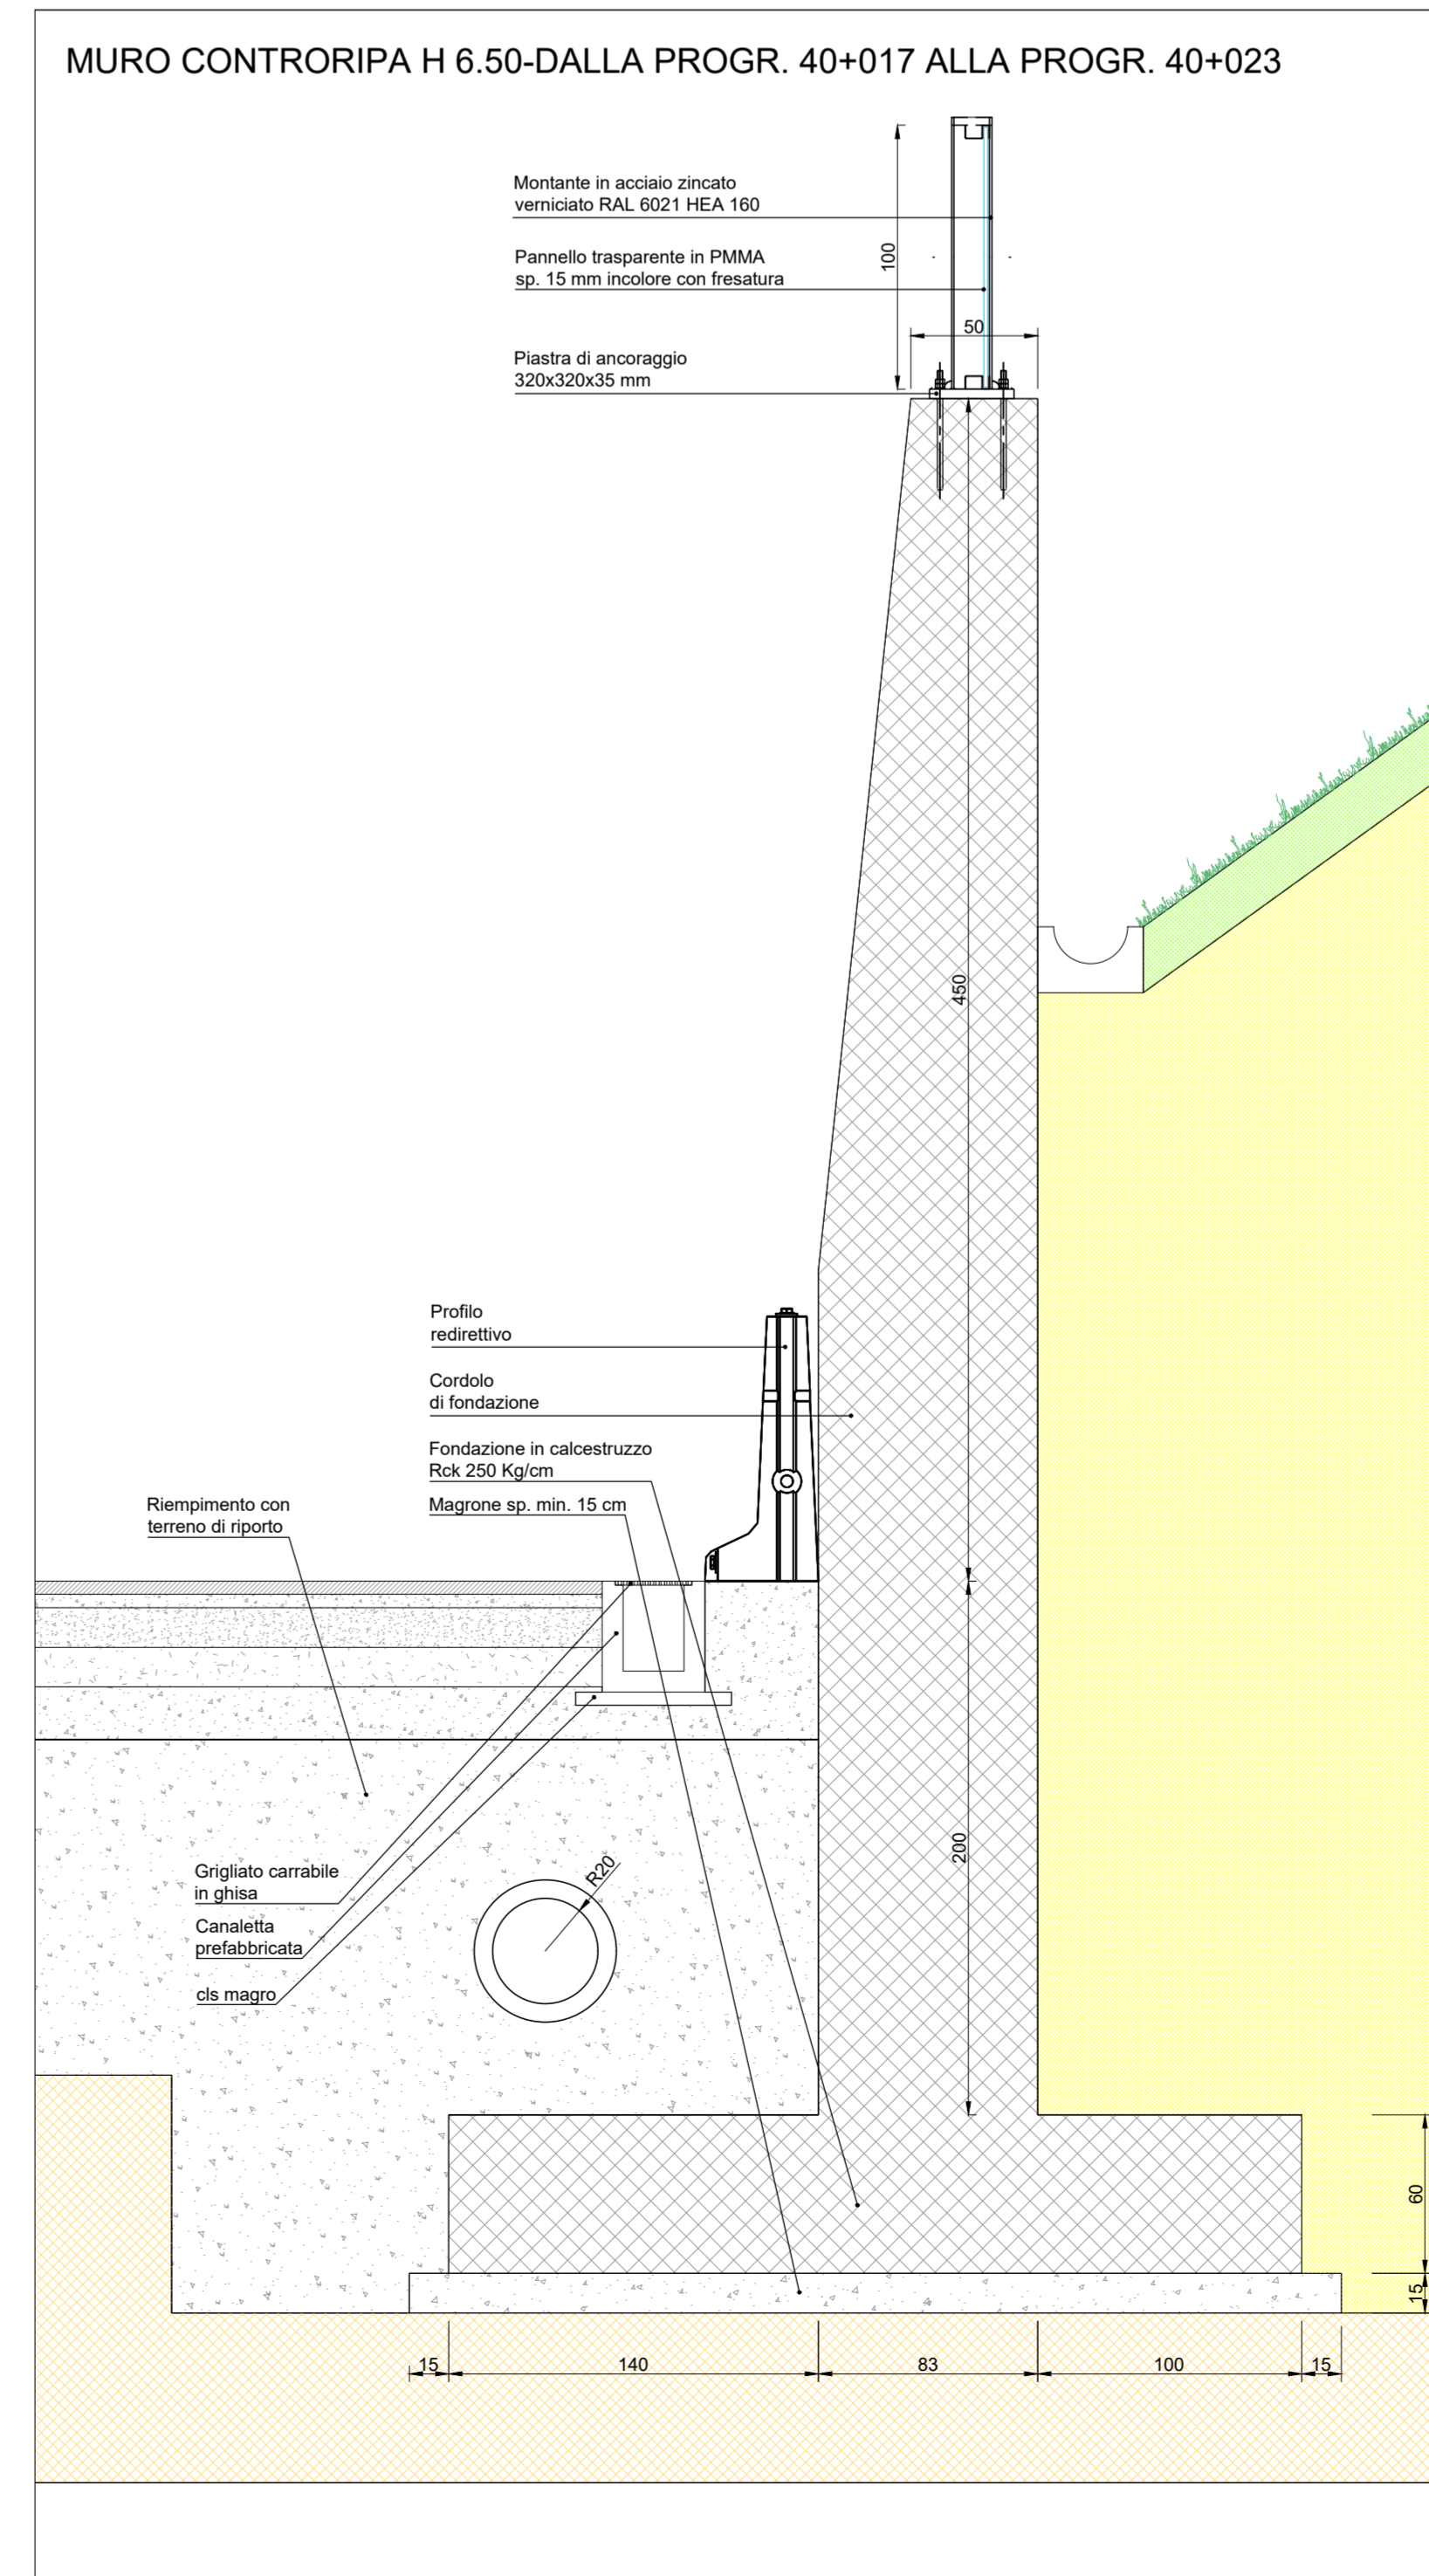 MURO CONTRORIPA H 6.50-DALLA PROGR. 40+017 ALLA PROGR. 40+023
Montante in acciaio zincato
verniciato RAL 6021 HEA 160
Pannello trasparente in PMMA
sp. 15 mm incolore con fresatura
100
50
Piastra di ancoraggio
320x320x35 mm
450
Profilo
redirettivo
Cordolo
di fondazione
Fondazione in calcestruzzo
Rck 250 Kg/cm
Magrone sp. min. 15 cm
Riempimento con
terreno di riporto
200
R20
Grigliato carrabile
in ghisa
Canaletta
prefabbricata
cls magro
60
15
15 140 83 100 15